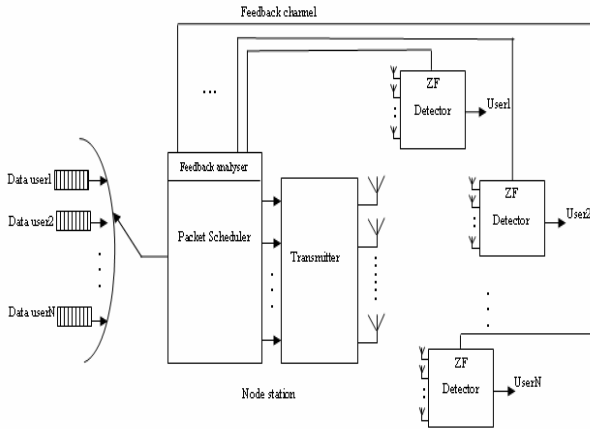 Feedback channel
...
ZF
Detector
User1
Feedback analyser
Data user1
ZF
Detector
User2
Data user2
Packet Scheduler
Transmitter
Data userN
ZF
Detector
UserN
Node station